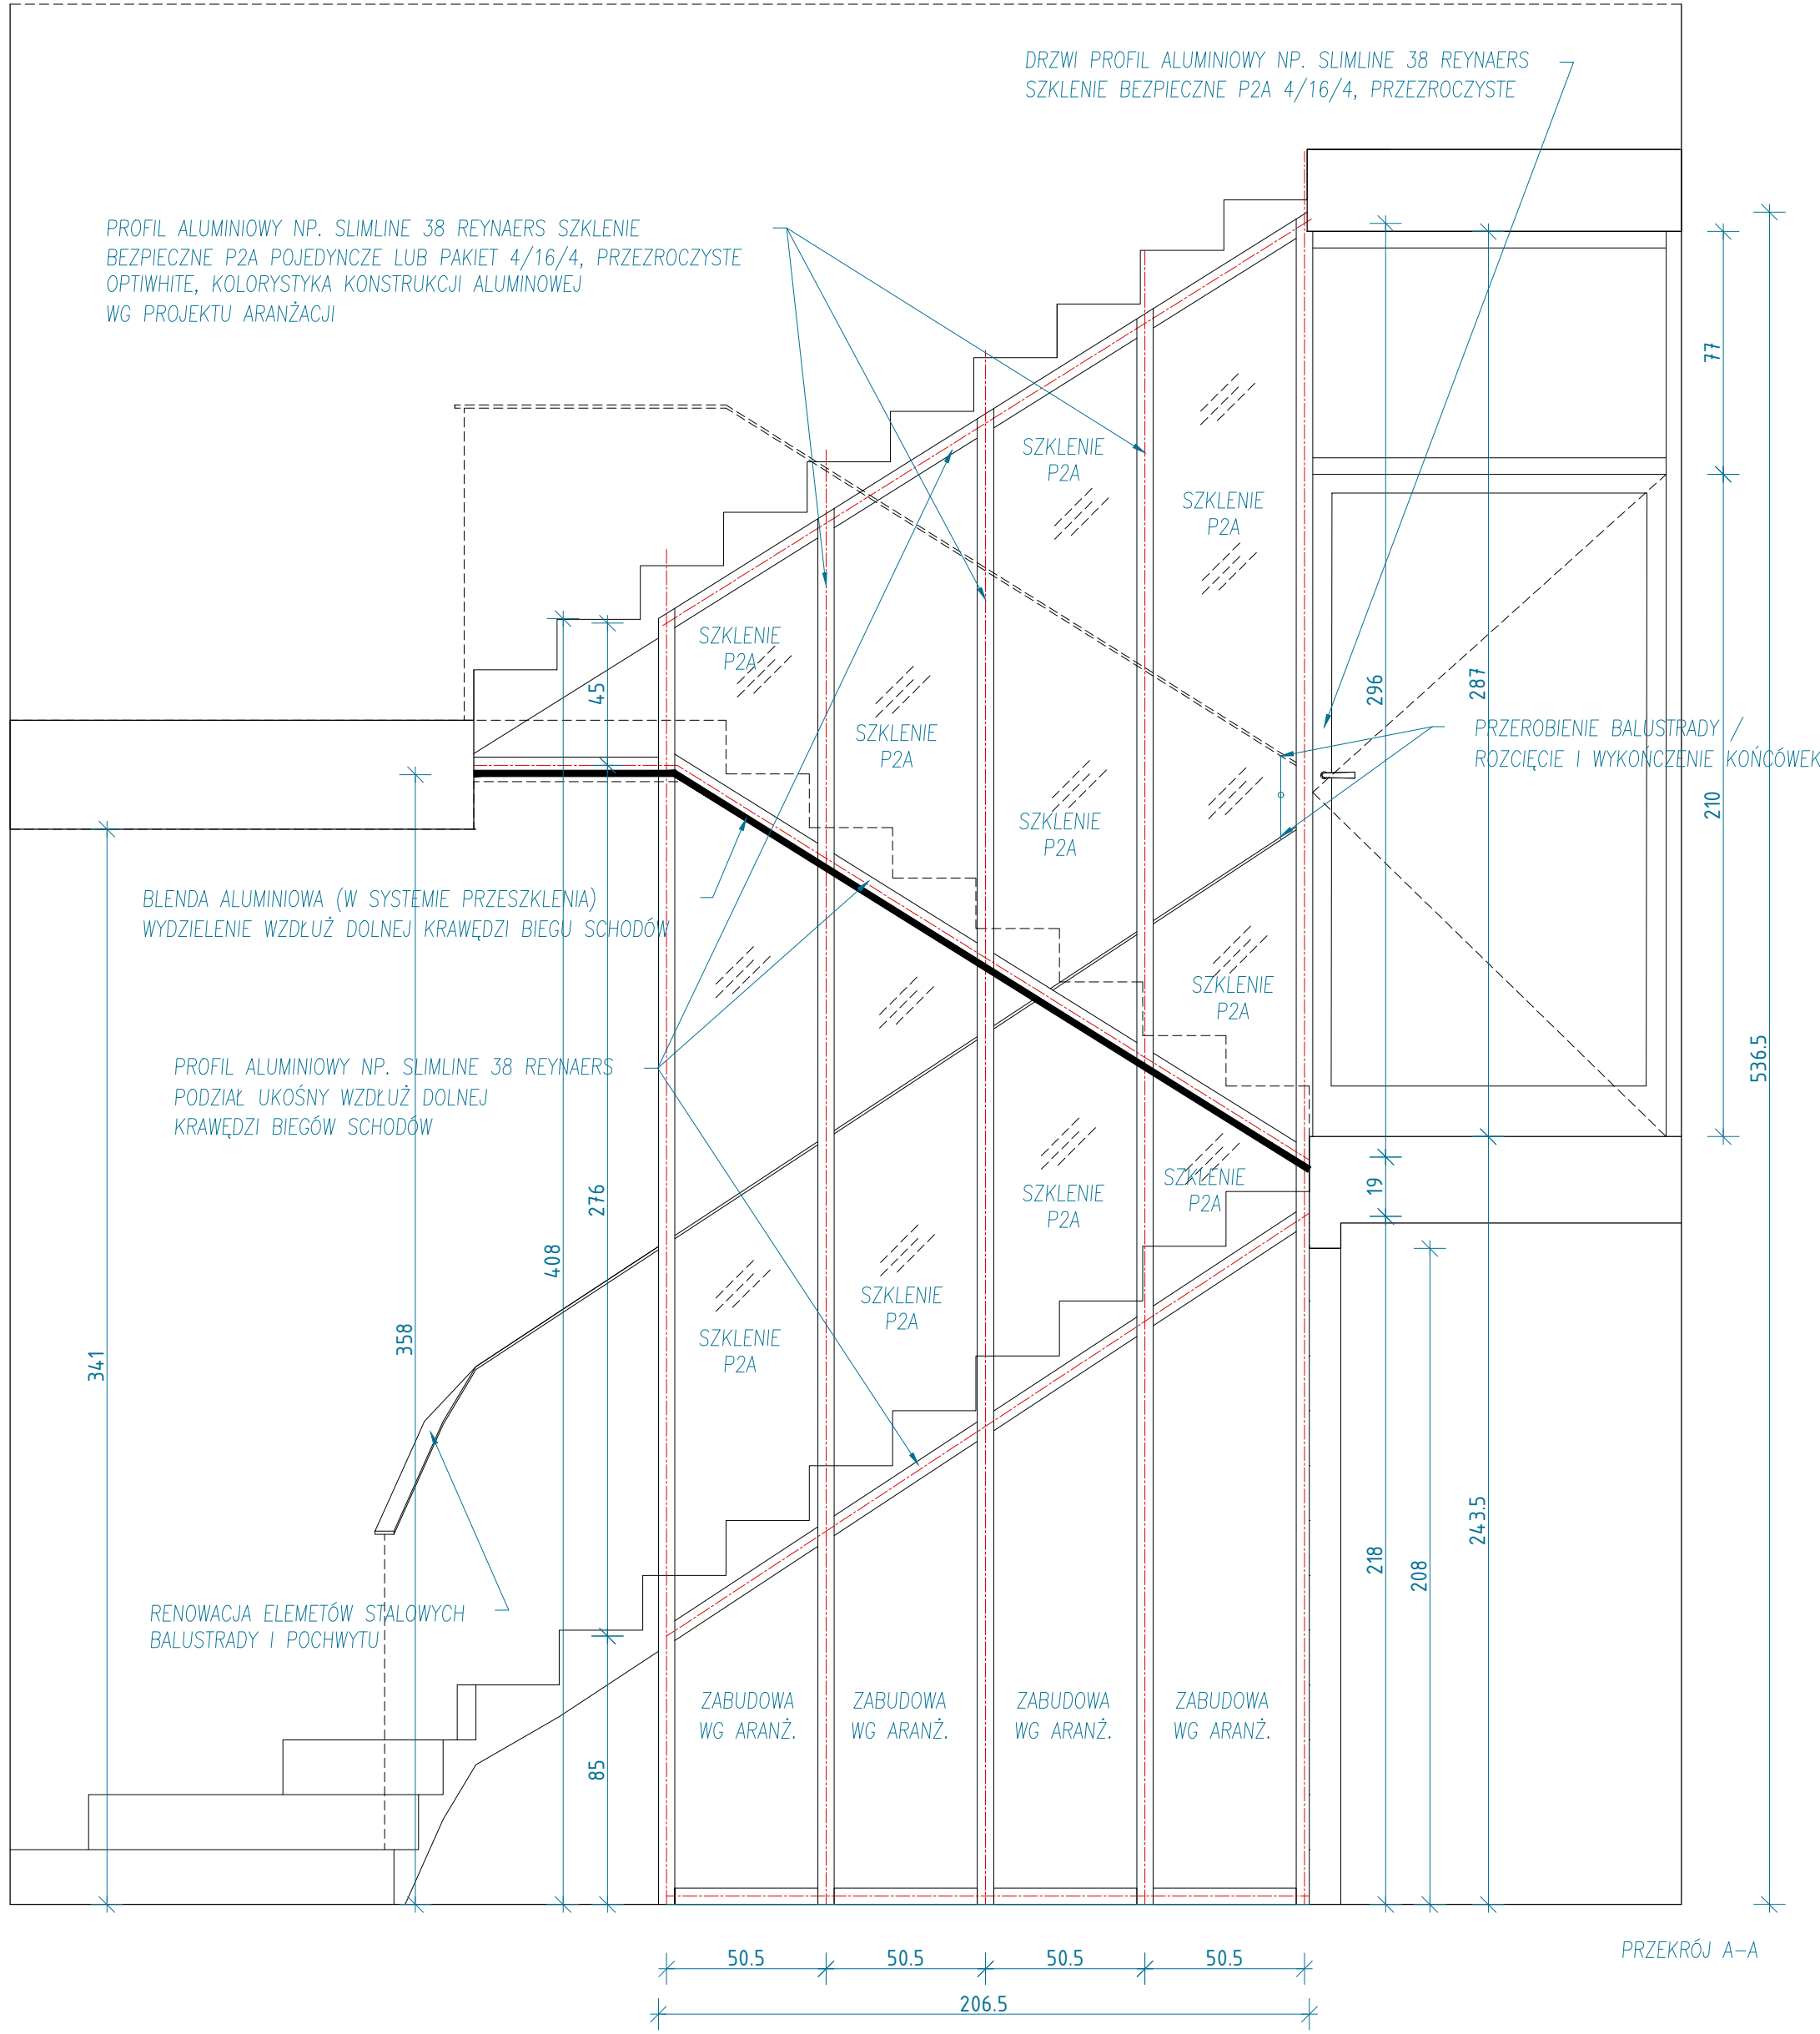 DRZWI PROFIL ALUMINIOWY NP. SLIMLINE 38 REYNAERS
SZKLENIE BEZPIECZNE P2A 4/16/4, PRZEZROCZYSTE
PROFIL ALUMINIOWY NP. SLIMLINE 38 REYNAERS SZKLENIE
BEZPIECZNE P2A POJEDYNCZE LUB PAKIET 4/16/4, PRZEZROCZYSTE
OPTIWHITE, KOLORYSTYKA KONSTRUKCJI ALUMINOWEJ
WG PROJEKTU ARANŻACJI
77
SZKLENIE
P2A
SZKLENIE
P2A
SZKLENIE
P2A
45
296
287
SZKLENIE
P2A
PRZEROBIENIE BALUSTRADY /
ROZCIĘCIE I WYKOŃCZENIE KOŃCÓWEK
210
SZKLENIE
P2A
BLENDA ALUMINIOWA (W SYSTEMIE PRZESZKLENIA)
WYDZIELENIE WZDŁUŻ DOLNEJ KRAWĘDZI BIEGU SCHODÓW
SZKLENIE
P2A
536.5
PROFIL ALUMINIOWY NP. SLIMLINE 38 REYNAERS
PODZIAŁ UKOŚNY WZDŁUŻ DOLNEJ
KRAWĘDZI BIEGÓW SCHODÓW
SZKLENIE
P2A
SZKLENIE
P2A
19
276
408
SZKLENIE
P2A
SZKLENIE
P2A
358
341
243.5
218
208
RENOWACJA ELEMETÓW STALOWYCH
BALUSTRADY I POCHWYTU
85
ZABUDOWA
WG ARANŻ.
ZABUDOWA
WG ARANŻ.
ZABUDOWA
WG ARANŻ.
ZABUDOWA
WG ARANŻ.
PRZEKRÓJ A-A
50.5
50.5
50.5
50.5
206.5